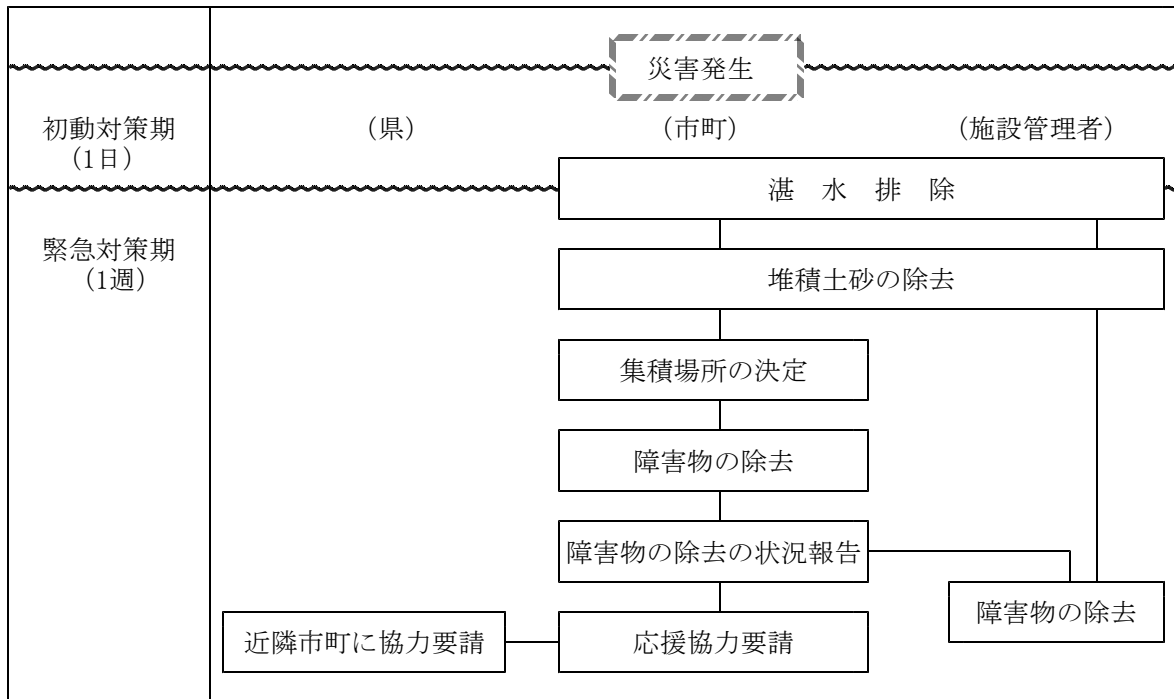 災害発生
初動対策期
(1日)
(県)
(市町)
(施設管理者)
湛水排除
緊急対策期
(1週)
堆積土砂の除去
集積場所の決定
障害物の除去
障害物の除去の状況報告
障害物の除去
近隣市町に協力要請
応援協力要請